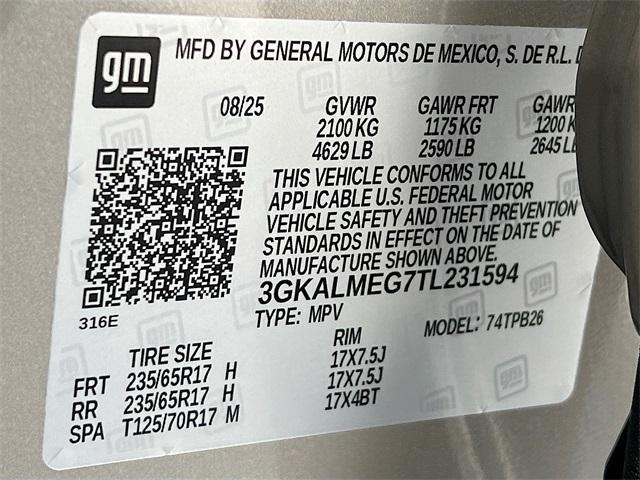 gm
MFD BY GENERAL MOTORS DE MEXICO, S. DE R.L.
08/25 GVWR GAWR FRT GAWR
2100 KG 1175 KG 1200
4629 LB 2590 LB 2645
THIS VEHICLE CONFORMS TO ALL
APPLICABLE U.S. FEDERAL MOTOR
VEHICLE SAFETY AND THEFT PREVENTION
STANDARDS IN EFFECT ON THE DATE OF
MANUFACTURE SHOWN ABOVE.
3GKALMEG7TL231594
316E
TYPE: MPV MODEL: 74TPB26
TIRE SIZE RIM
FRT 235/65R17 H 17X7.5J
RR 235/65R17 H 17X7.5J
SPA T125/70R17 M 17X4BT